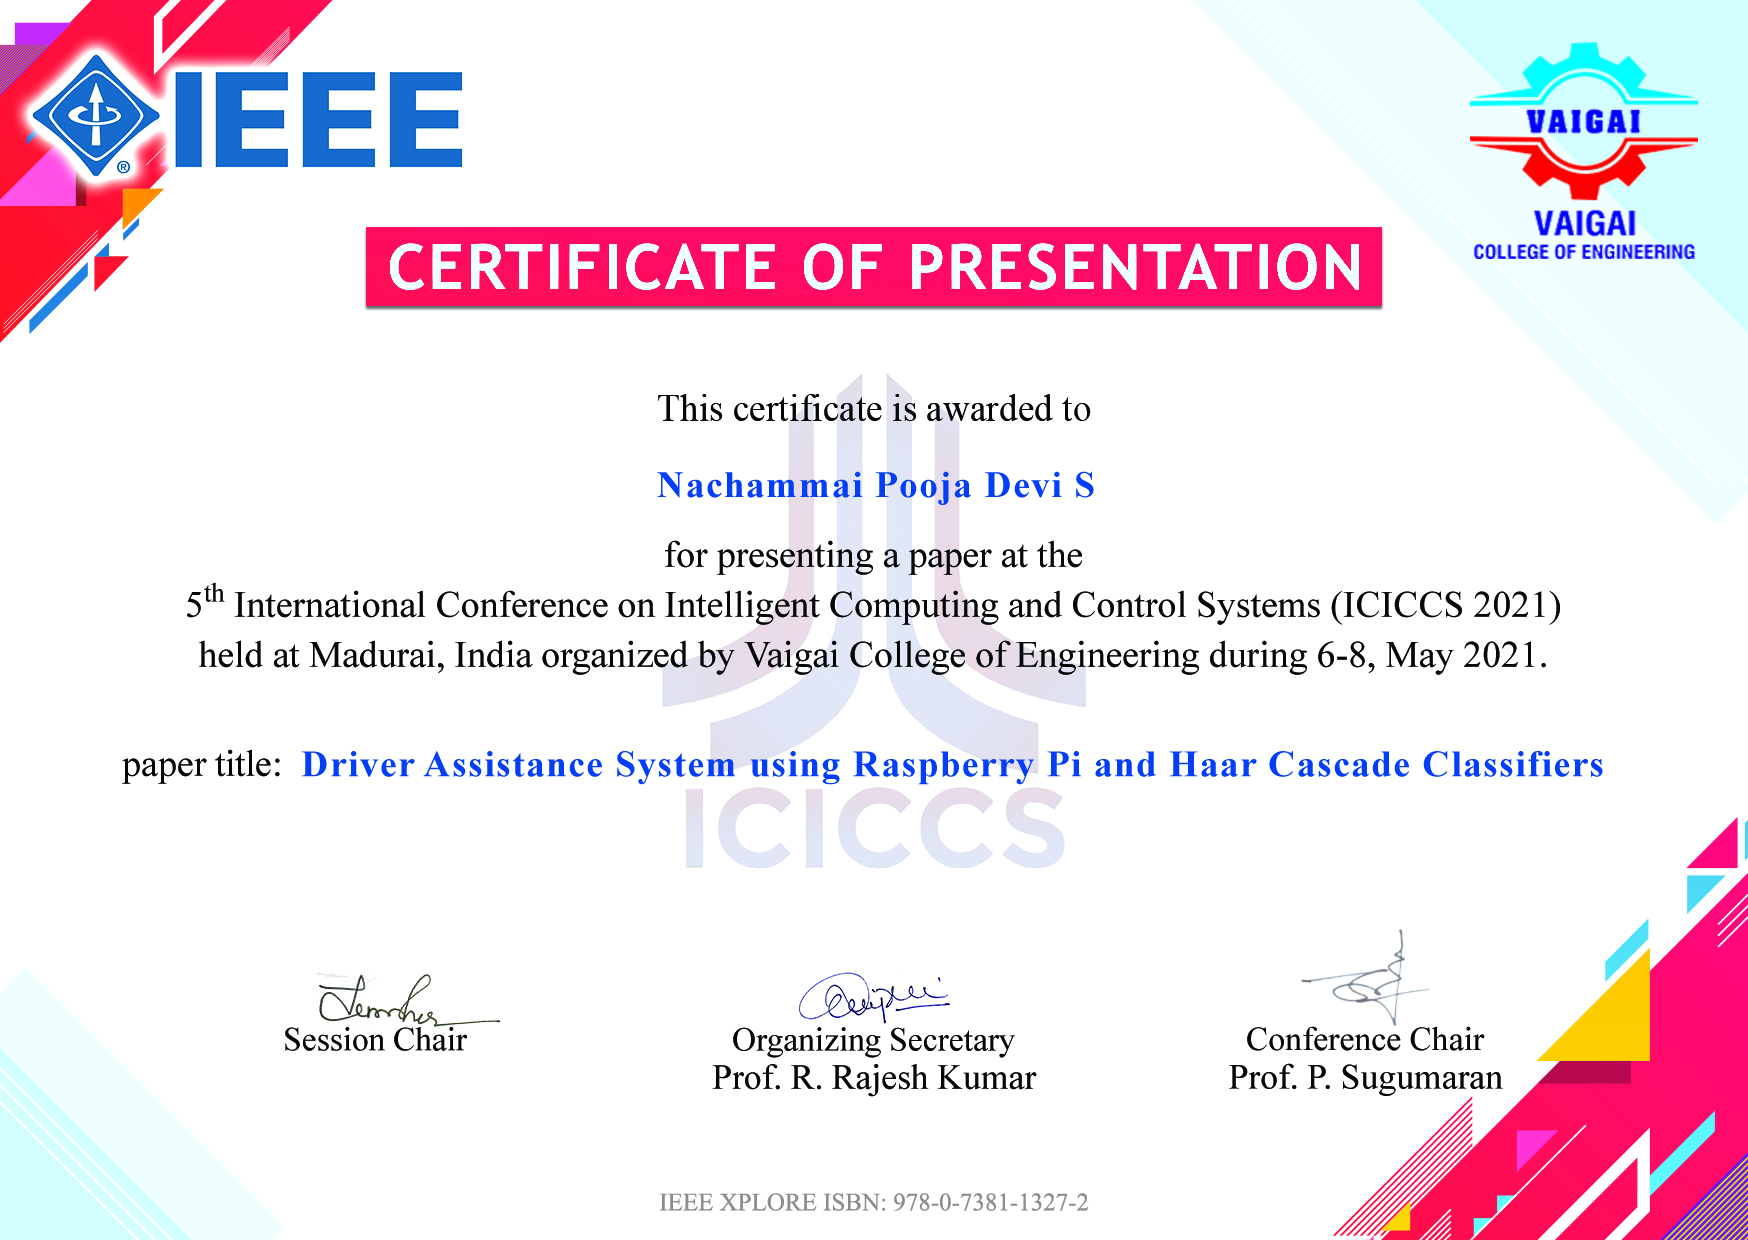 IEEE
®
VAIGAI
VAIGAI
COLLEGE OF ENGINEERING
CERTIFICATE OF PRESENTATION
This certificate is awarded to
Nachammai Pooja Devi S
for presenting a paper at the
5th International Conference on Intelligent Computing and Control Systems (ICICCS 2021)
held at Madurai, India organized by Vaigai College of Engineering during 6-8, May 2021.
paper title: Driver Assistance System using Raspberry Pi and Haar Cascade Classifiers
ICICCS
Session Chair
Organizing Secretary
Prof. R. Rajesh Kumar
Conference Chair
Prof. P. Sugumaran
IEEE XPLORE ISBN: 978-0-7381-1327-2